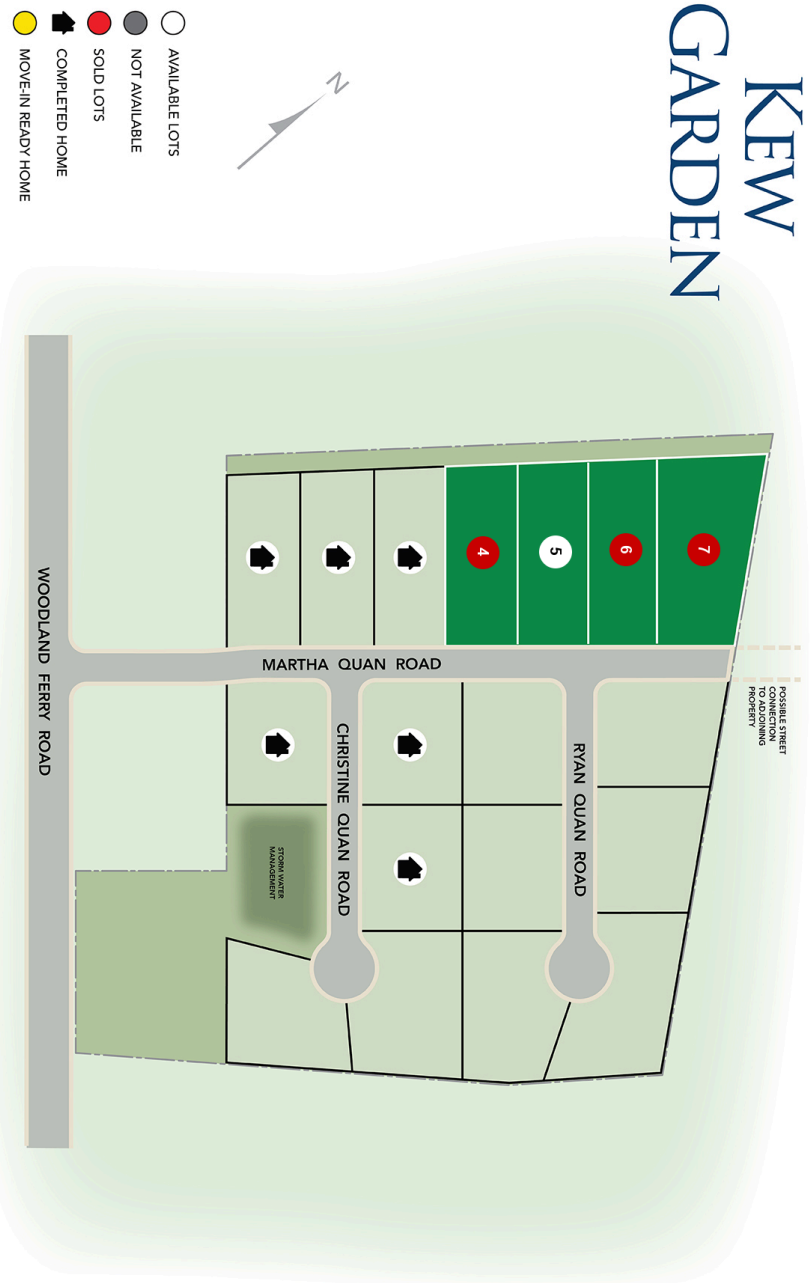 KEW
GARDEN
N
AVAILABLE LOTS
NOT AVAILABLE
SOLD LOTS
COMPLETED HOME
MOVE-IN READY HOME
7
6
5
4
POSSIBLE STREET
CONNECTION
TO ADJOINING
PROPERTY
RYAN QUAN ROAD
MARTHA QUAN ROAD
CHRISTINE QUAN ROAD
STORM WATER
MANAGEMENT
WOODLAND FERRY ROAD